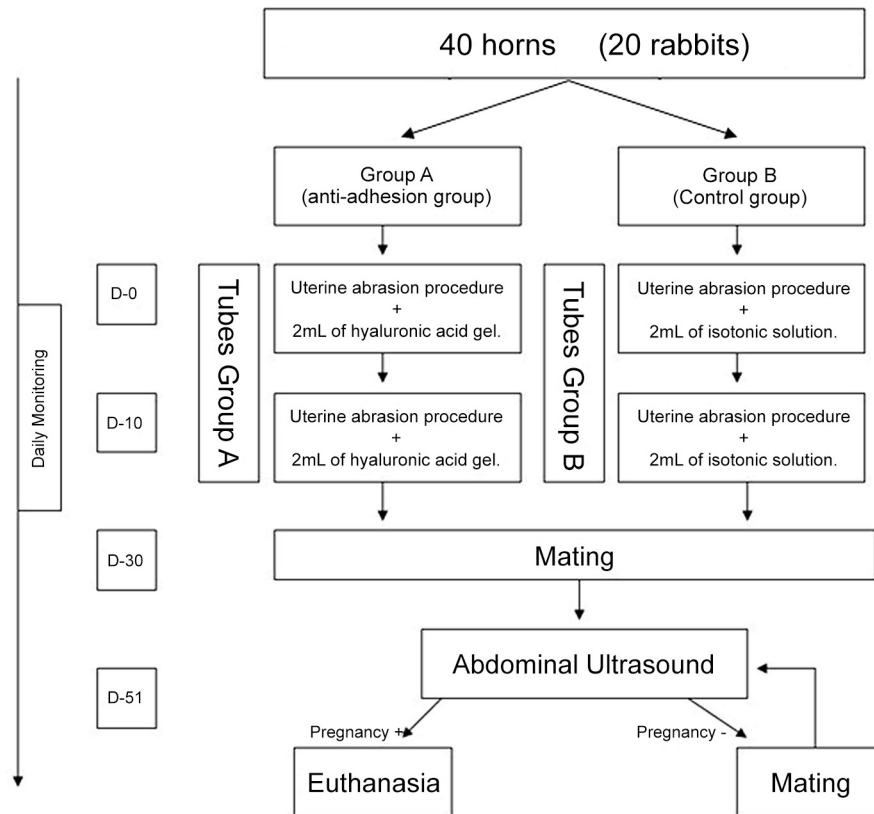 40 horns (20 rabbits)
Group A
(anti-adhesion group)
Group B
(Control group)
Daily Monitoring
D-0
Tubes Group A
Uterine abrasion procedure
+
2mL of hyaluronic acid gel.
Tubes Group B
Uterine abrasion procedure
+
2mL of isotonic solution.
D-10
Uterine abrasion procedure
+
2mL of hyaluronic acid gel.
Uterine abrasion procedure
+
2mL of isotonic solution.
D-30
Mating
Abdominal Ultrasound
D-51
Pregnancy +
Pregnancy -
Euthanasia
Mating